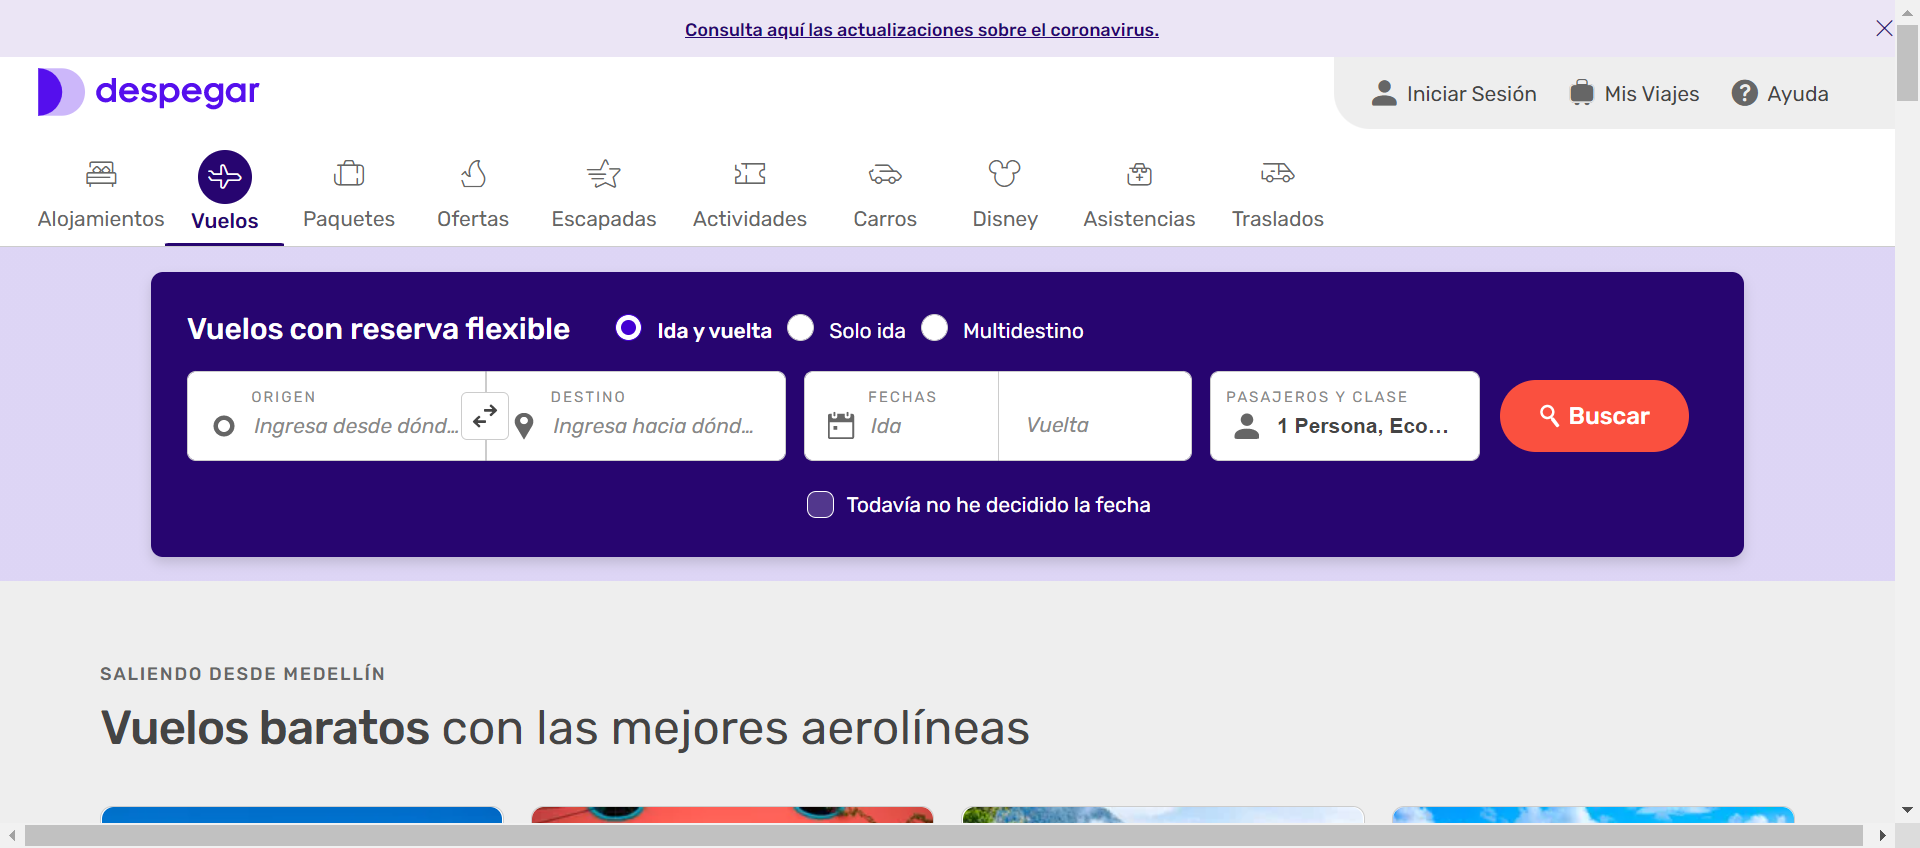 Consulta aquí las actualizaciones sobre el coronavirus.
despegar
Iniciar Sesión
Mis Viajes
Ayuda
Alojamientos
Vuelos
Paquetes
Ofertas
Escapadas
Actividades
Carros
Disney
Asistencias
Traslados
Vuelos con reserva flexible
Ida y vuelta
Solo ida
Multidestino
ORIGEN
Ingresa desde dónd...
DESTINO
Ingresa hacia dónd...
FECHAS
Ida
Vuelta
PASAJEROS Y CLASE
1 Persona, Eco...
Buscar
Todavía no he decidido la fecha
SALIENDO DESDE MEDELLÍN
Vuelos baratos con las mejores aerolíneas